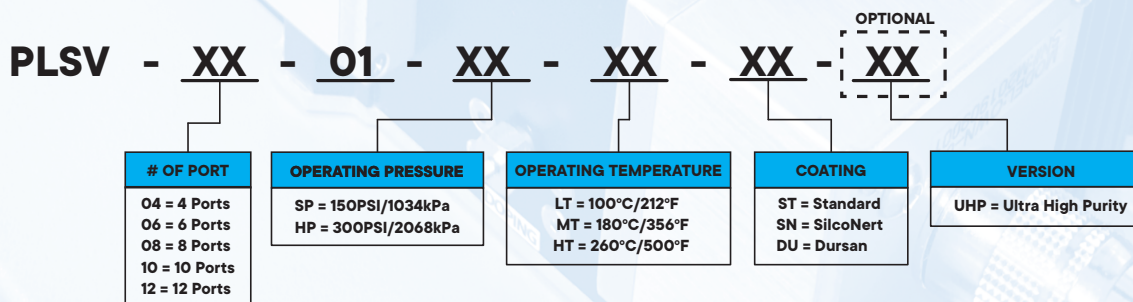 OPTIONAL
PLSV - XX - 01 - XX - XX - XX - XX
# OF PORT
04 = 4 Ports
06 = 6 Ports
08 = 8 Ports
10 = 10 Ports
12 = 12 Ports
OPERATING PRESSURE
SP = 150PSI/1034kPa
HP = 300PSI/2068kPa
OPERATING TEMPERATURE
LT = 100°C/212°F
MT = 180°C/356°F
HT = 260°C/500°F
COATING
ST = Standard
SN = SilcoNert
DU = Dursan
VERSION
UHP = Ultra High Purity